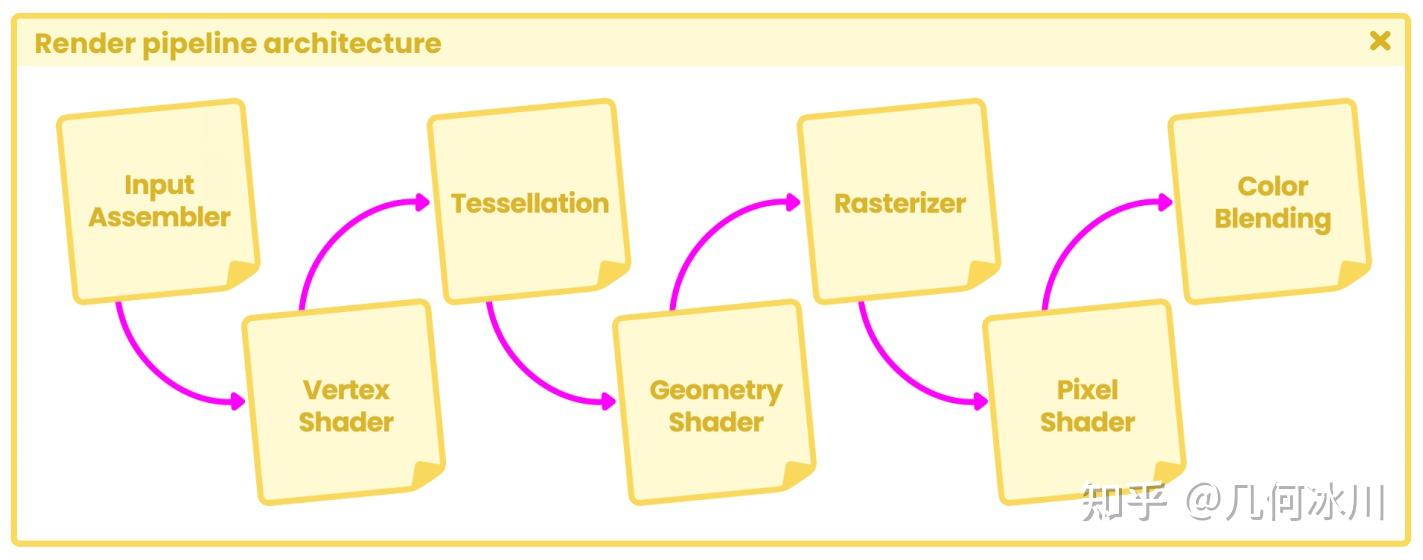 Render pipeline architecture
Input
Assembler
Vertex
Shader
Tessellation
Geometry
Shader
Rasterizer
Pixel
Shader
Color
Blending
知乎 @几何冰川